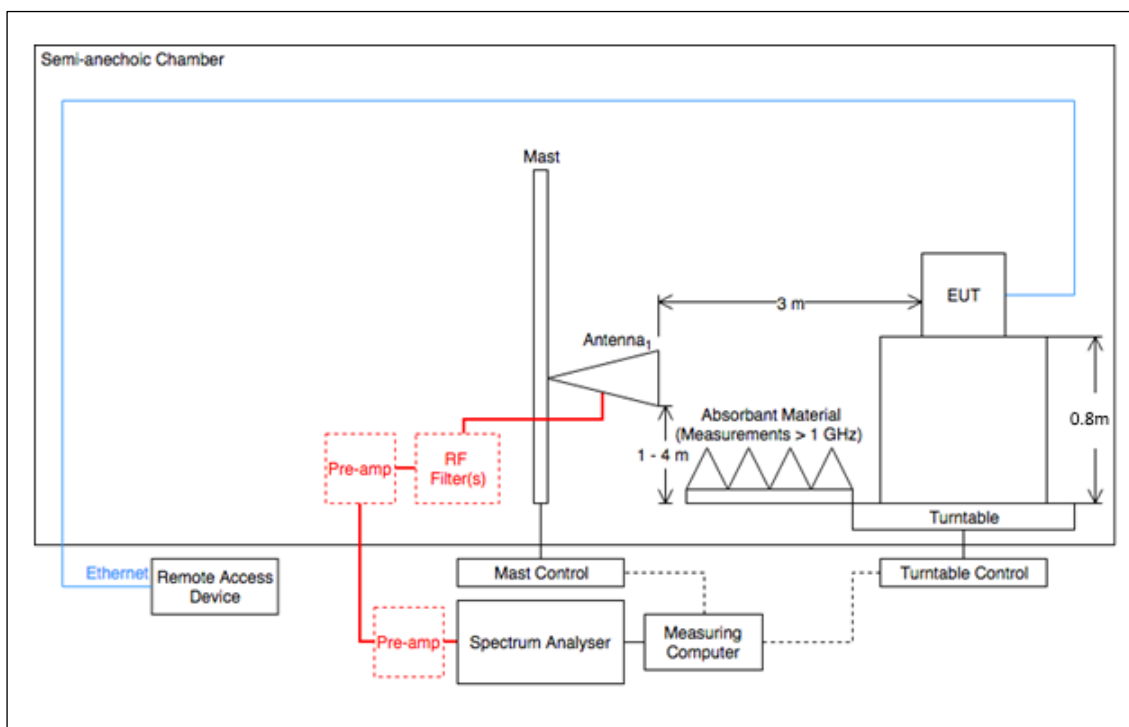 Semi-anechoic Chamber
Mast
EUT
3 m
Antenna1
Absorbant Material
(Measurements > 1 GHz)
0.8m
1 - 4 m
RF
Filter(s)
Pre-amp
Turntable
Ethernet
Remote Access
Device
Mast Control
Turntable Control
Pre-amp
Spectrum Analyser
Measuring
Computer